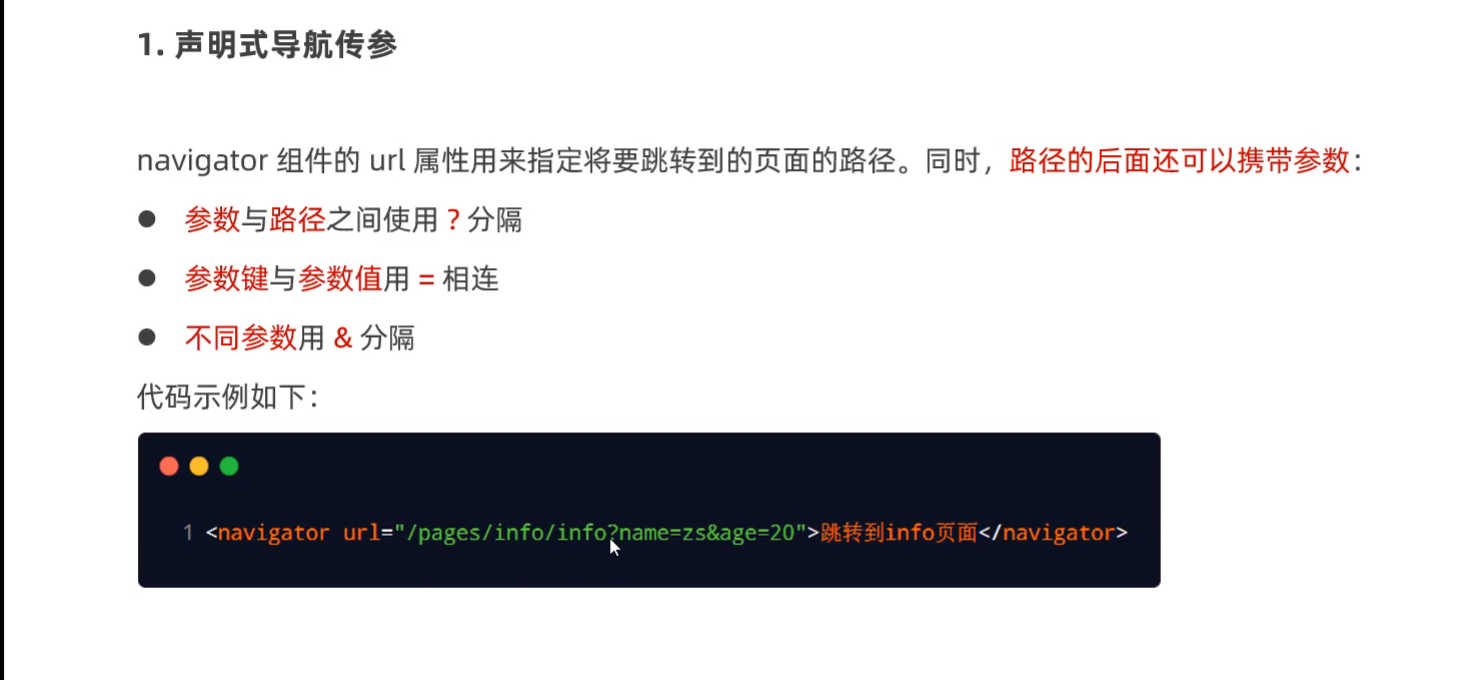 1. 声明式导航传参
navigator 组件的 url 属性用来指定将要跳转到的页面的路径。同时，路径的后面还可以携带参数：
● 参数与路径之间使用 ? 分隔
● 参数键与参数值用 = 相连
● 不同参数用 & 分隔
代码示例如下：
1 <navigator url="/pages/info/info?name=zs&age=20">跳转到info页面</navigator>